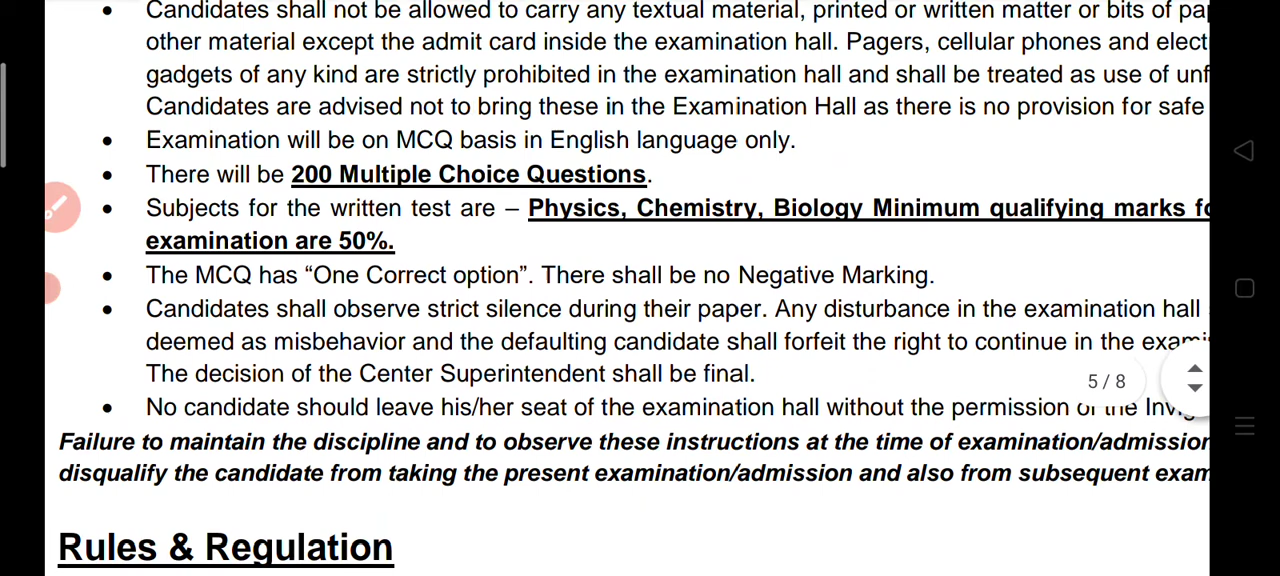 Candidates shall not be allowed to carry any textual material, printed or written matter or bits of
other material except the admit card inside the examination hall. Pagers, cellular phones and
gadgets of any kind are strictly prohibited in the examination hall and shall be treated as use of
Candidates are advised not to bring these in the Examination Hall as there is no provision for safe
Examination will be on MCQ basis in English language only.
There will be 200 Multiple Choice Questions.
Subjects for the written test are – Physics, Chemistry, Biology Minimum qualifying marks
examination are 50%.
The MCQ has “One Correct option”. There shall be no Negative Marking.
Candidates shall observe strict silence during their paper. Any disturbance in the examination hall
deemed as misbehavior and the defaulting candidate shall forfeit the right to continue in the
The decision of the Center Superintendent shall be final.
5 / 8
No candidate should leave his/her seat of the examination hall without the permission of the
Failure to maintain the discipline and to observe these instructions at the time of examination/admission
disqualify the candidate from taking the present examination/admission and also from subsequent
Rules & Regulation